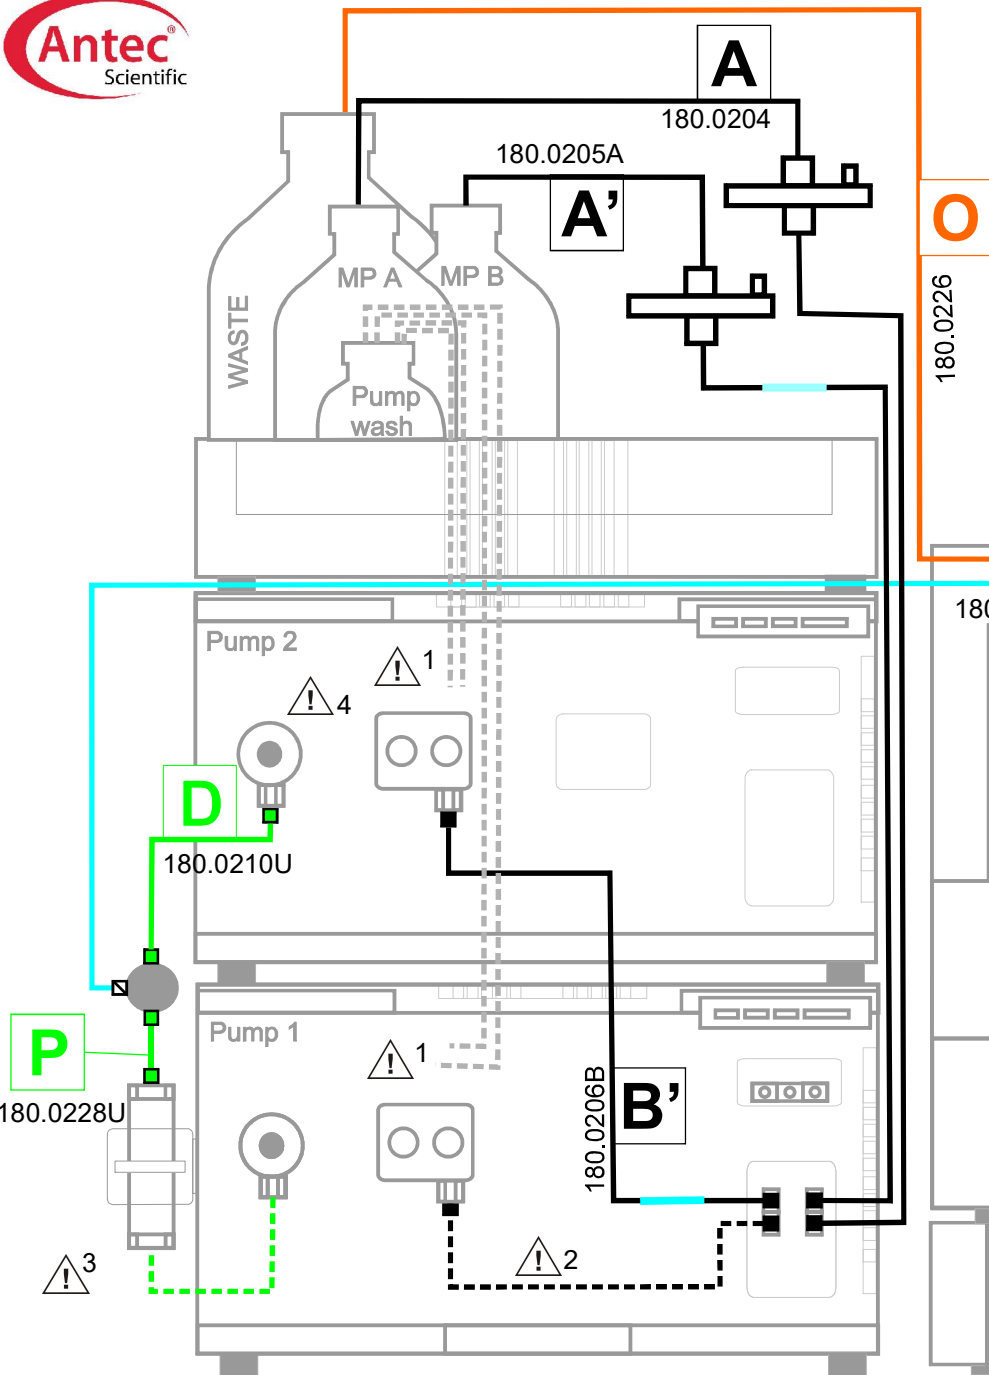 Antec®
Scientific
A
180.0204
180.0205A
A’
O
180.0226
MP A
MP B
WASTE
Pump
wash
180
Pump 2
! 1
! 4
D
180.0210U
Pump 1
! 1
P
180.0228U
180.0206B
B’
! 2
! 3